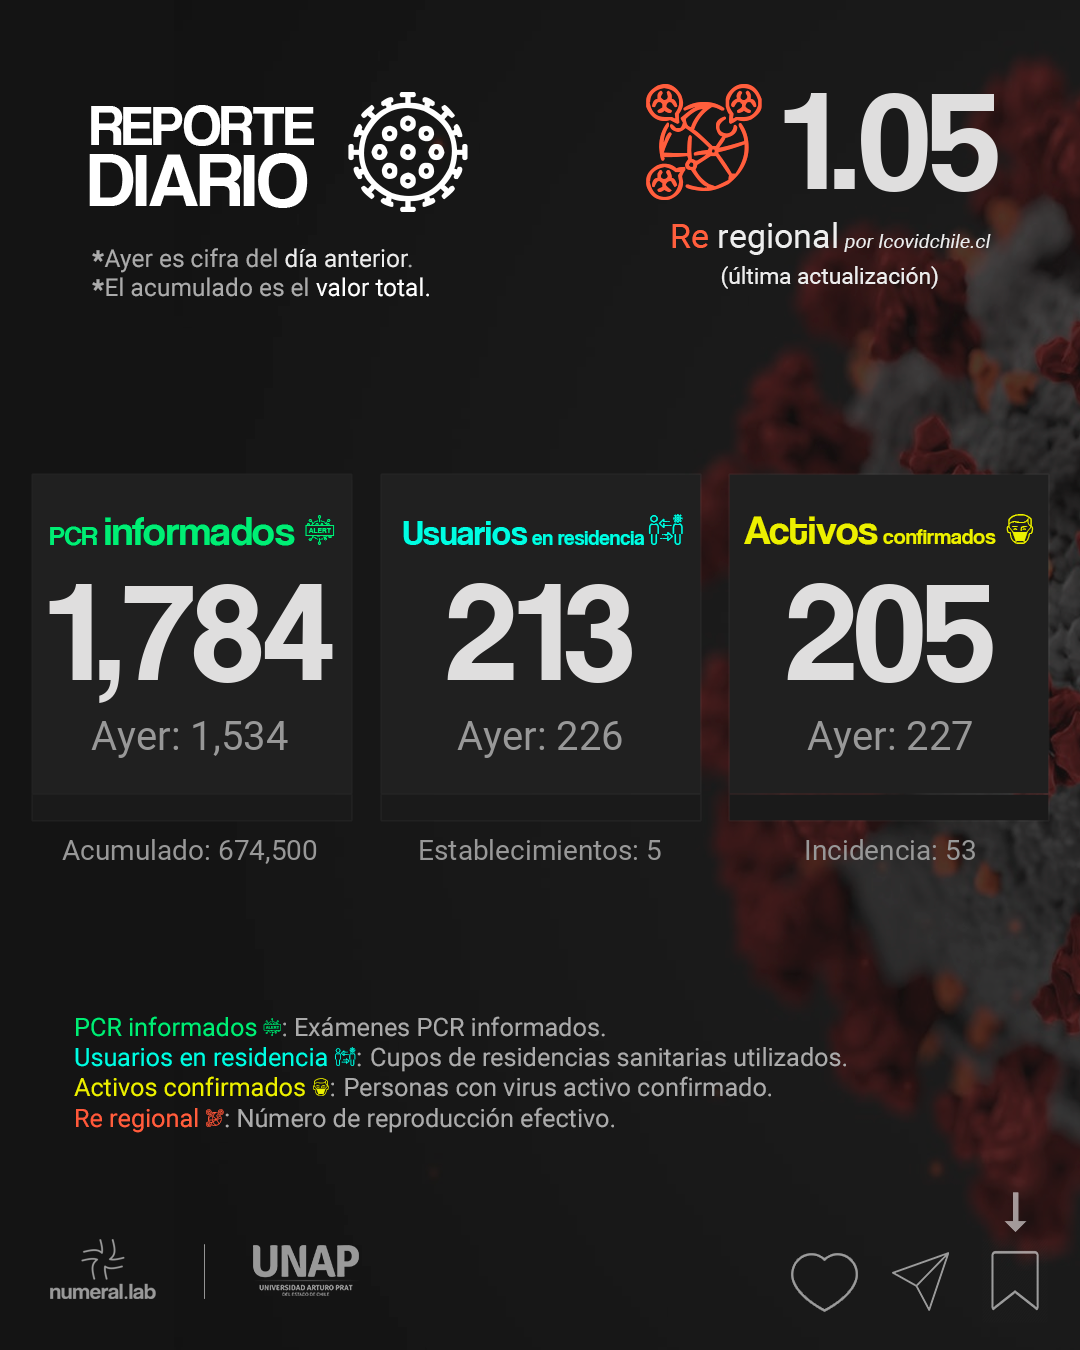 REPORTE
DIARIO
*Ayer es cifra del día anterior.
*El acumulado es el valor total.
1.05
Re regional por Icovidchile.cl
(última actualización)
PCR informados ALERT
1,784
Ayer: 1,534
Acumulado: 674,500
Usuarios en residencia
213
Ayer: 226
Establecimientos: 5
Activos confirmados
205
Ayer: 227
Incidencia: 53
PCR informados : Exámenes PCR informados.
Usuarios en residencia : Cupos de residencias sanitarias utilizados.
Activos confirmados : Personas con virus activo confirmado.
Re regional : Número de reproducción efectivo.
numeral.lab
UNAP
UNIVERSIDAD ARTURO PRAT
DEL ESTADO DE CHILE